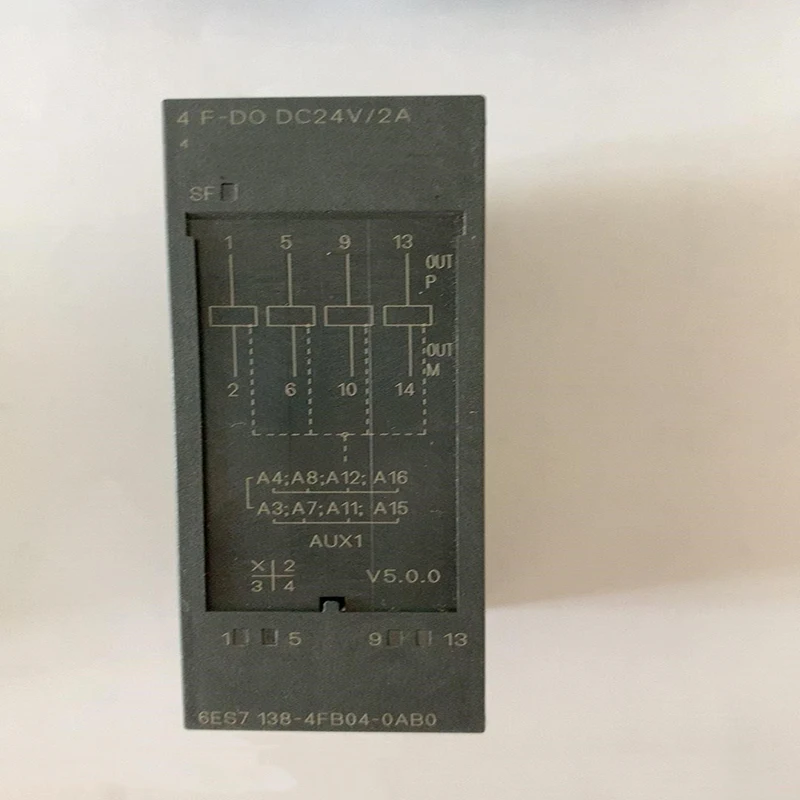 4 F-DO DC24V/2A
4
SF
1 5 9 13
OUT
P
OUT
M
2 6 10 14
A4;A8;A12; A16
A3;A7;A11; A15
AUX1
X 2
3 4
V5.0.0
1 5 9 13
6ES7 138-4FB04-0AB0